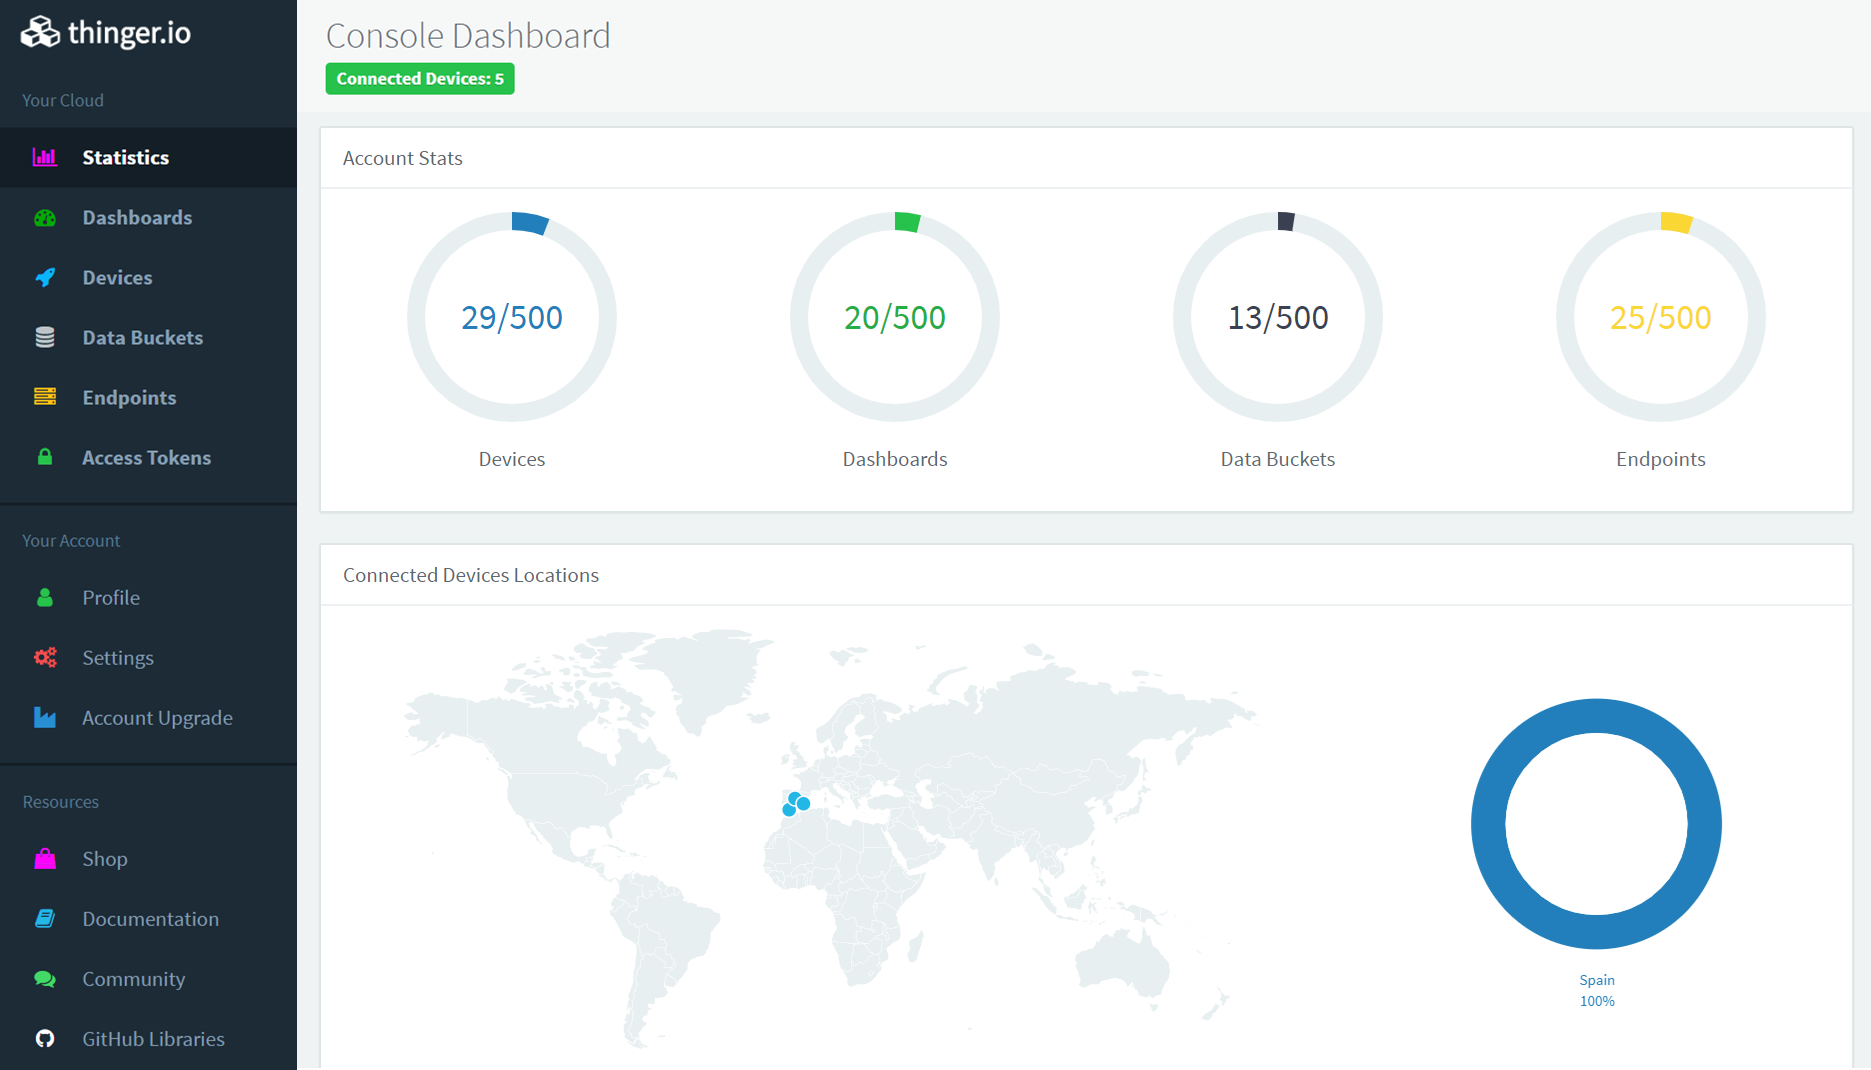 thinger.io
Your Cloud
Statistics
Dashboards
Devices
Data Buckets
Endpoints
Access Tokens
Your Account
Profile
Settings
Account Upgrade
Resources
Shop
Documentation
Community
GitHub Libraries
Console Dashboard
Connected Devices: 5
Account Stats
29/500
20/500
13/500
25/500
Devices
Dashboards
Data Buckets
Endpoints
Connected Devices Locations
Spain
100%